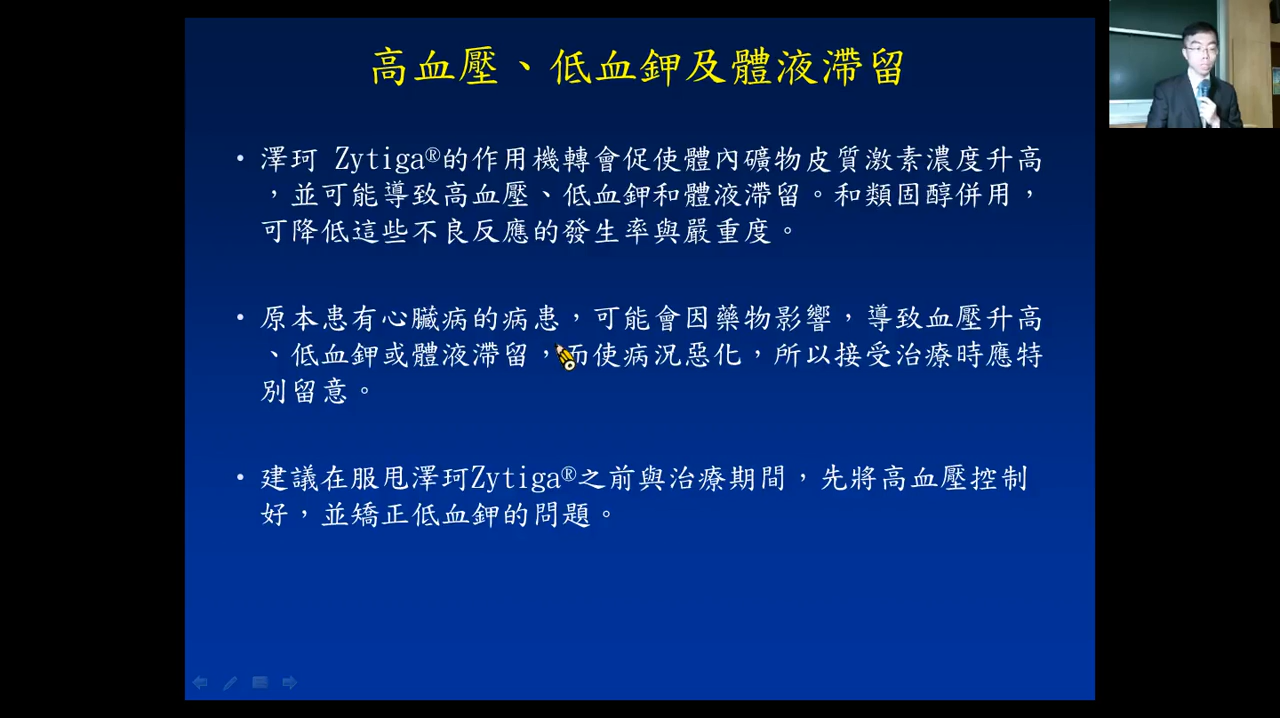 高血壓、低血鉀及體液滯留
• 澤珂 Zytiga®的作用機轉會促使體內礦物皮質激素濃度升高
，並可能導致高血壓、低血鉀和體液滯留。和類固醇併用，
可降低這些不良反應的發生率與嚴重度。
• 原本患有心臟病的病患，可能會因藥物影響，導致血壓升高
、低血鉀或體液滯留，而使病況惡化，所以接受治療時應特
別留意。
• 建議在服甩澤珂Zytiga®之前與治療期間，先將高血壓控制
好，並矯正低血鉀的問題。